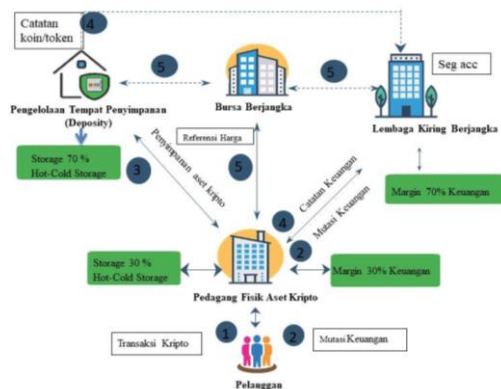 Catatan
koin/token
4
5
5
Seg acc
Pengelolaan Tempat Penyimpanan
(Deposity)
Bursa Berjangka
Lembaga Kiring Berjangka
Storage 70 %
Hot-Cold Storage
3
Penyimpanan aset kripto
Referensi Harga
5
Catatan Keuangan
4
Mutasi Keuangan
2
Margin 70% Keuangan
Storage 30 %
Hot-Cold Storage
Margin 30% Keuangan
Pedagang Fisik Aset Kripto
Transaksi Kripto
1
2
Mutasi Keuangan
Pelanggan